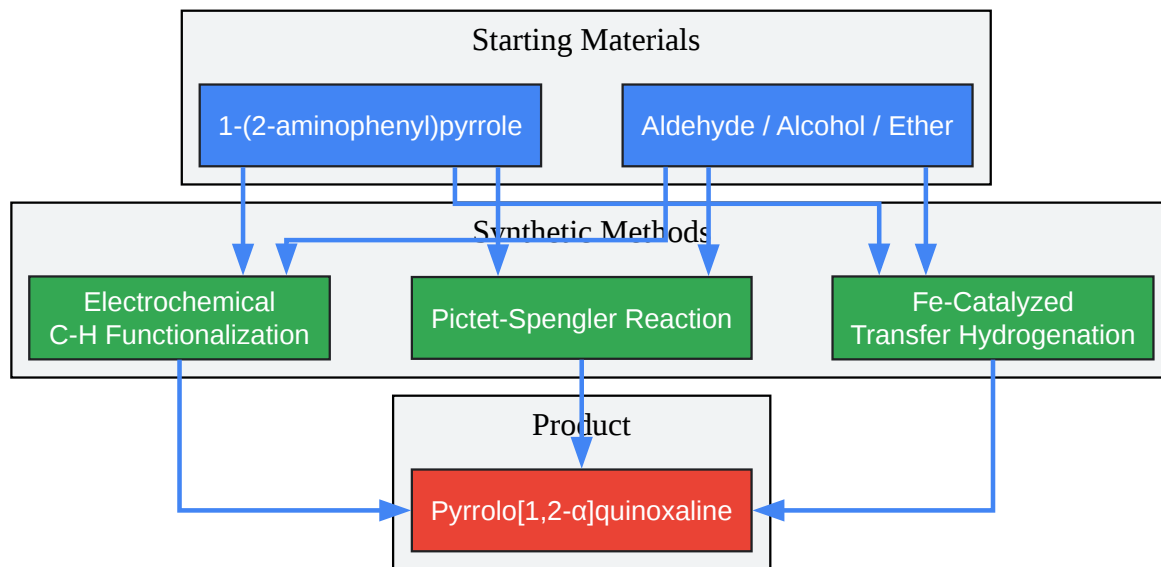 Starting Materials
1-(2-aminophenyl)pyrrole
Aldehyde / Alcohol / Ether
Synthetic Methods
Electrochemical
C-H Functionalization
Pictet-Spengler Reaction
Fe-Catalyzed
Transfer Hydrogenation
Product
Pyrrolo[1,2-α]quinoxaline